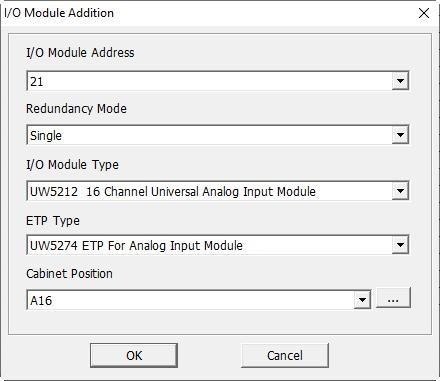 I/O Module Addition
I/O Module Address
21
Redundancy Mode
Single
I/O Module Type
UW5212  16 Channel Universal Analog Input Module
ETP Type
UW5274 ETP For Analog Input Module
Cabinet Position
A16
...
OK
Cancel